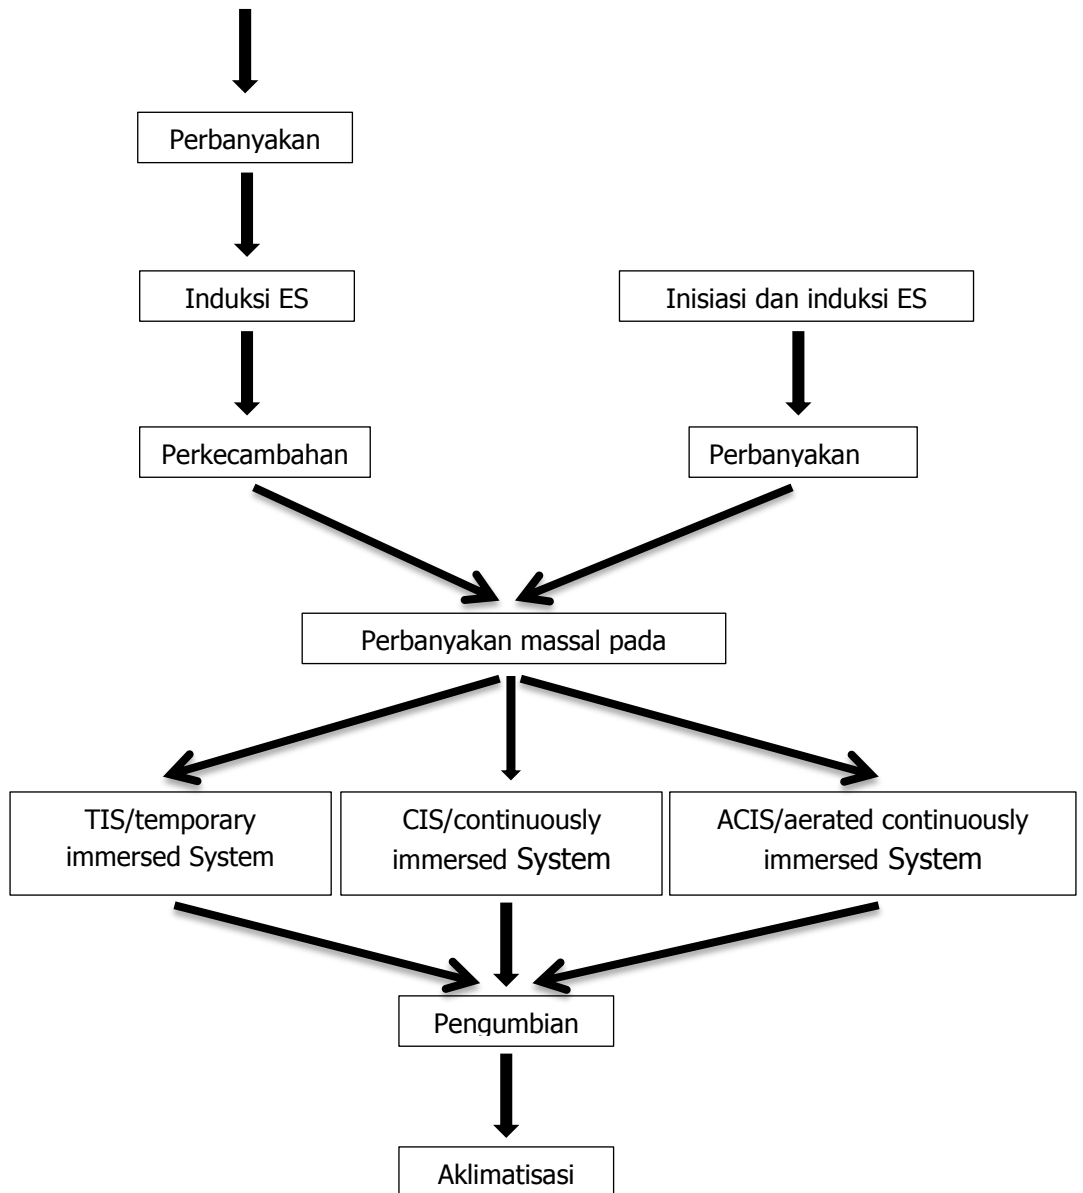 Perbanyakan
Induksi ES
Inisiasi dan induksi ES
Perkecambahan
Perbanyakan
Perbanyakan massal pada
TIS/temporary
immersed System
CIS/continuously
immersed System
ACIS/aerated continuously
immersed System
Pengumbian
Aklimatisasi